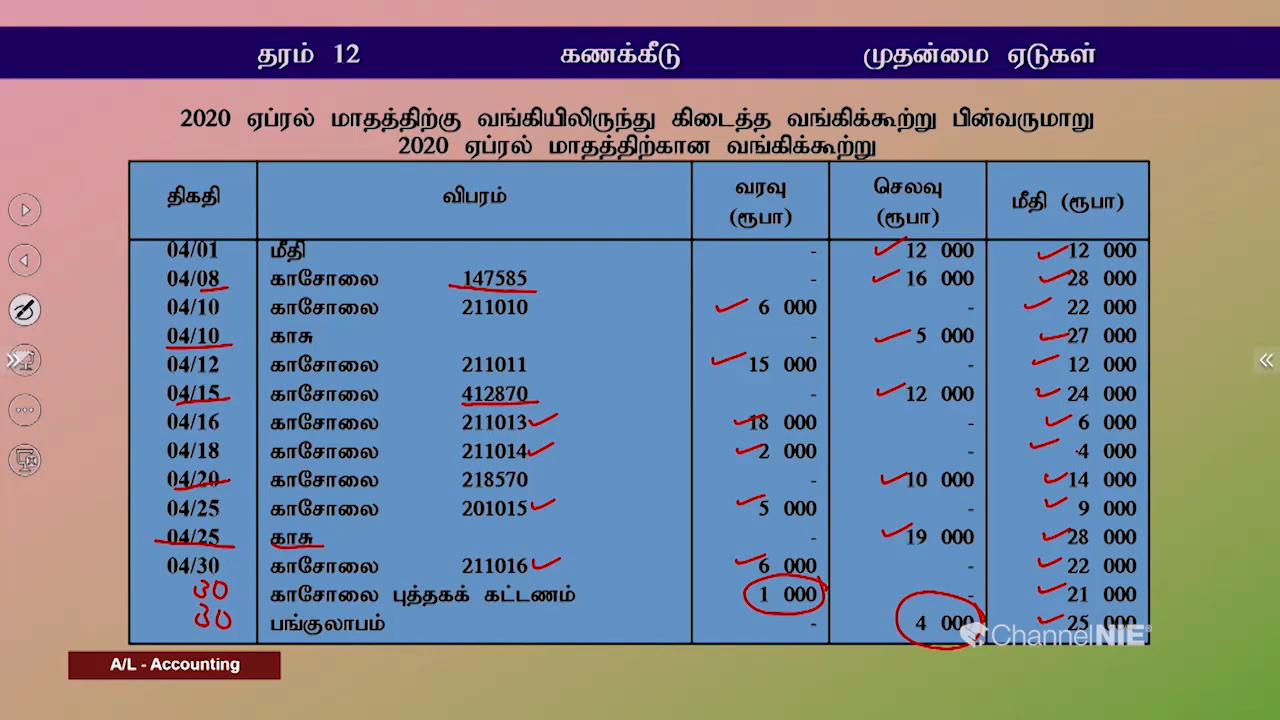 தரம் 12 கணக்கீடு முதன்மை ஏடுகள்
2020 ஏப்ரல் மாதத்திற்கு வங்கியிலிருந்து கிடைத்த வங்கிக்கூற்று பின்வருமாறு
2020 ஏப்ரல் மாதத்திற்கான வங்கிக்கூற்று
திகதி விபரம் வரவு (ரூபா) செலவு (ரூபா) மீதி (ரூபா)
04/01 மீதி - 12 000 12 000
04/08 காசோலை 147585 - 16 000 28 000
04/10 காசோலை 211010 6 000 - 22 000
04/10 காசு - 5 000 27 000
04/12 காசோலை 211011 15 000 - 12 000
04/15 காசோலை 412870 - 12 000 24 000
04/16 காசோலை 211013 18 000 - 6 000
04/18 காசோலை 211014 2 000 - 4 000
04/20 காசோலை 218570 - 10 000 14 000
04/25 காசோலை 201015 5 000 - 9 000
04/25 காசு - 19 000 28 000
04/30 காசோலை 211016 6 000 - 22 000
30 காசோலை புத்தகக் கட்டணம் 1 000 - 21 000
30 பங்குலாபம் - 4 000 25 000
ChannelNIE
A/L - Accounting